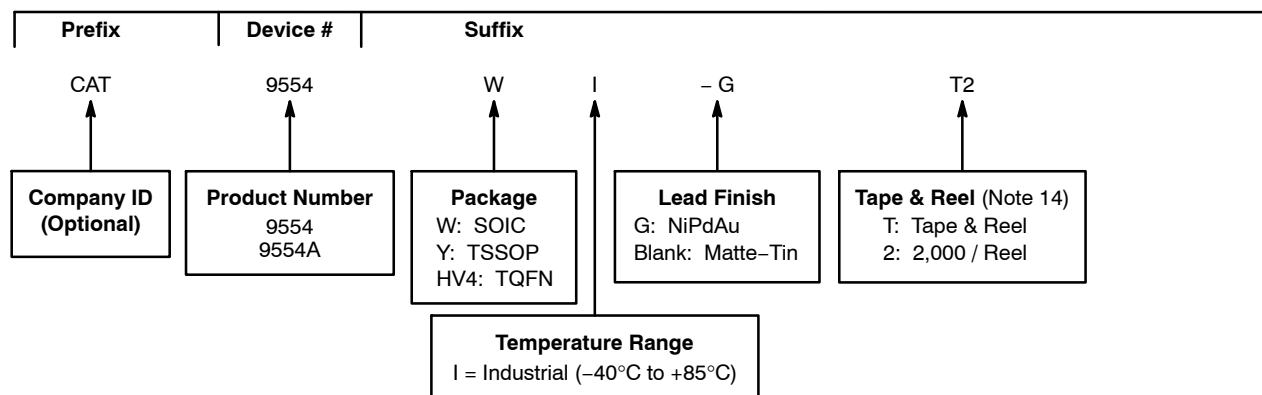 Prefix Device # Suffix
CAT 9554 W I – G T2
Company ID
(Optional)
Product Number
9554
9554A
Package
W: SOIC
Y: TSSOP
HV4: TQFN
Lead Finish
G: NiPdAu
Blank: Matte−Tin
Tape & Reel (Note 14)
T: Tape & Reel
2: 2,000 / Reel
Temperature Range
I = Industrial (−40°C to +85°C)